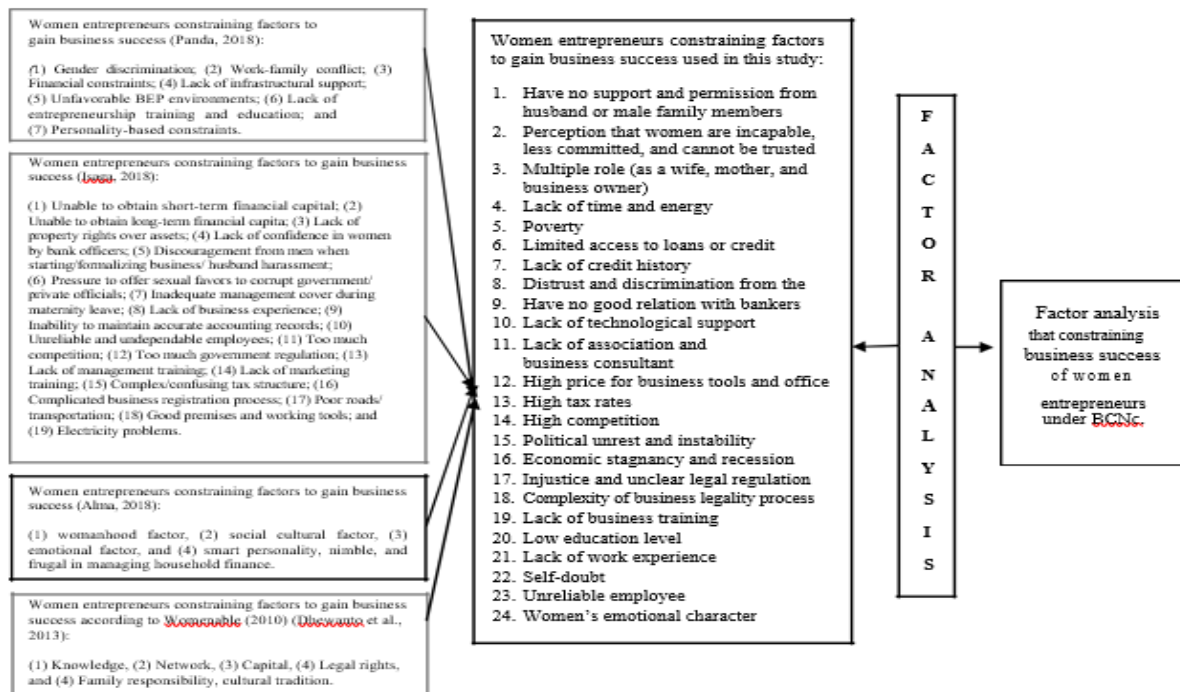 Women entrepreneurs constraining factors to
gain business success (Panda, 2018):
(1) Gender discrimination; (2) Work-family conflict; (3)
Financial constraints; (4) Lack of infrastructural support;
(5) Unfavorable BEP environments; (6) Lack of
entrepreneurship training and education; and
(7) Personality-based constraints.
Women entrepreneurs constraining factors to gain business
success (Isaga, 2018):
(1) Unable to obtain short-term financial capital; (2)
Unable to obtain long-term financial capita; (3) Lack of
property rights over assets; (4) Lack of confidence in women
by bank officers; (5) Discouragement from men when
starting/formalizing business/ husband harassment;
(6) Pressure to offer sexual favors to corrupt government/
private officials; (7) Inadequate management cover during
maternity leave; (8) Lack of business experience; (9)
Inability to maintain accurate accounting records; (10)
Unreliable and undependable employees; (11) Too much
competition; (12) Too much government regulation; (13)
Lack of management training; (14) Lack of marketing
training; (15) Complex/confusing tax structure; (16)
Complicated business registration process; (17) Poor roads/
transportation; (18) Good premises and working tools; and
(19) Electricity problems.
Women entrepreneurs constraining factors to gain business
success (Alma, 2018):
(1) womanhood factor, (2) social cultural factor, (3)
emotional factor, and (4) smart personality, nimble, and
frugal in managing household finance.
Women entrepreneurs constraining factors to gain business
success according to Womenable (2010) (Dhewanto et al.,
2013):
(1) Knowledge, (2) Network, (3) Capital, (4) Legal rights,
and (4) Family responsibility, cultural tradition.
Women entrepreneurs constraining factors
to gain business success used in this study:
1. Have no support and permission from
husband or male family members
2. Perception that women are incapable,
less committed, and cannot be trusted
3. Multiple role (as a wife, mother, and
business owner)
4. Lack of time and energy
5. Poverty
6. Limited access to loans or credit
7. Lack of credit history
8. Distrust and discrimination from the
9. Have no good relation with bankers
10. Lack of technological support
11. Lack of association and
business consultant
12. High price for business tools and office
13. High tax rates
14. High competition
15. Political unrest and instability
16. Economic stagnancy and recession
17. Injustice and unclear legal regulation
18. Complexity of business legality process
19. Lack of business training
20. Low education level
21. Lack of work experience
22. Self-doubt
23. Unreliable employee
24. Women's emotional character
F
A
C
T
O
R
A
N
A
L
Y
S
I
S
Factor analysis
that constraining
business success
of women
entrepreneurs
under BCNc.